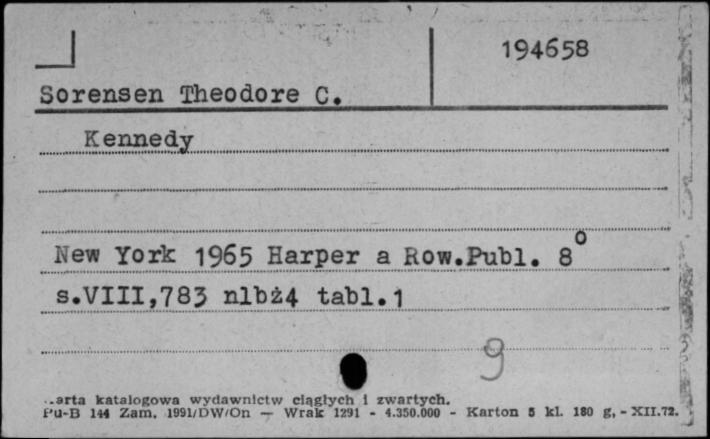 194658
Sorensen Theodore C.
Kennedy
New York 1965 Harper a Row.Publ. 8°
s.VIII,783 nlbż4 tabl.1
9
.arta katalogowa wydawnictw ciągłych i zwartych.
Pu-B 144 Zam. 1991/DW/On — Wrak 1291 - 4.350.000 - Karton 5 kl. 180 g, - XII.72.